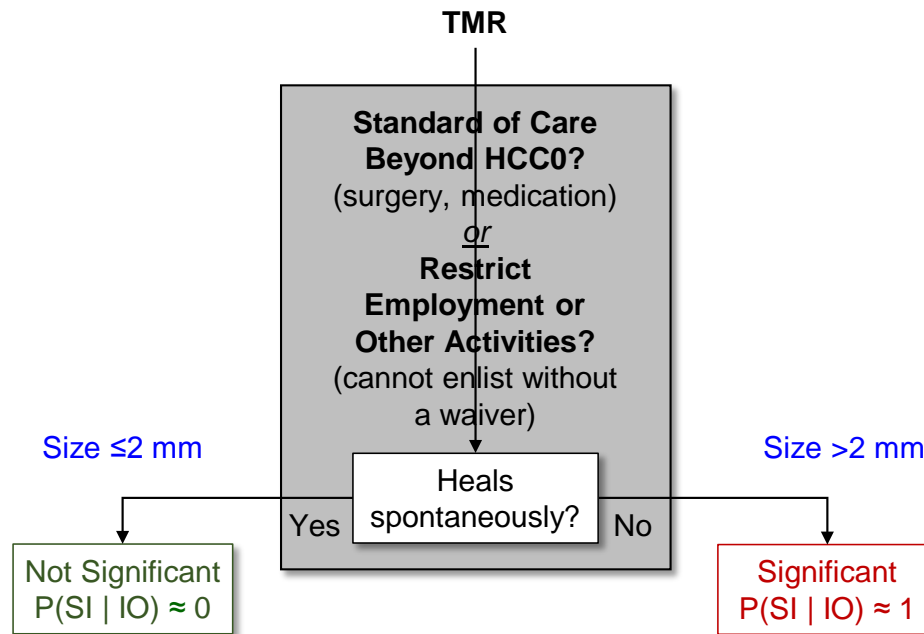 TMR
Standard of Care
Beyond HCC0?
(surgery, medication)
or
Restrict
Employment or
Other Activities?
(cannot enlist without
a waiver)
Size ≤2 mm
Size >2 mm
Heals
spontaneously?
Yes
No
Not Significant
P(SI | IO) ≈ 0
Significant
P(SI | IO) ≈ 1